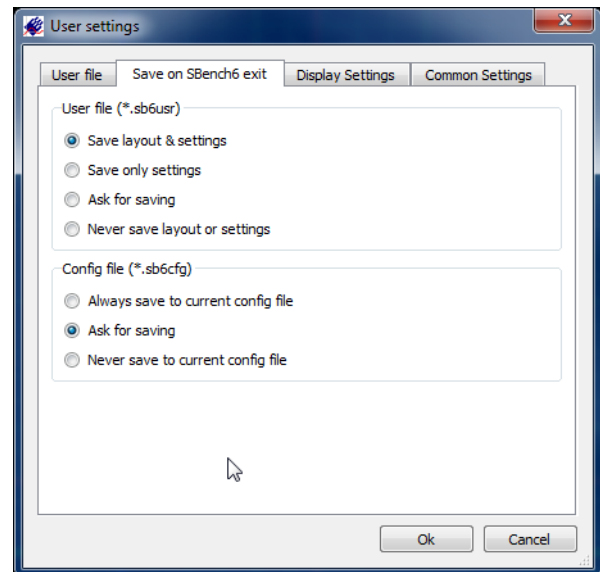 User settings
User file
Save on SBench6 exit
Display Settings
Common Settings
User file (*.sb6usr)
Save layout & settings
Save only settings
Ask for saving
Never save layout or settings
Config file (*.sb6cfg)
Always save to current config file
Ask for saving
Never save to current config file
Ok
Cancel